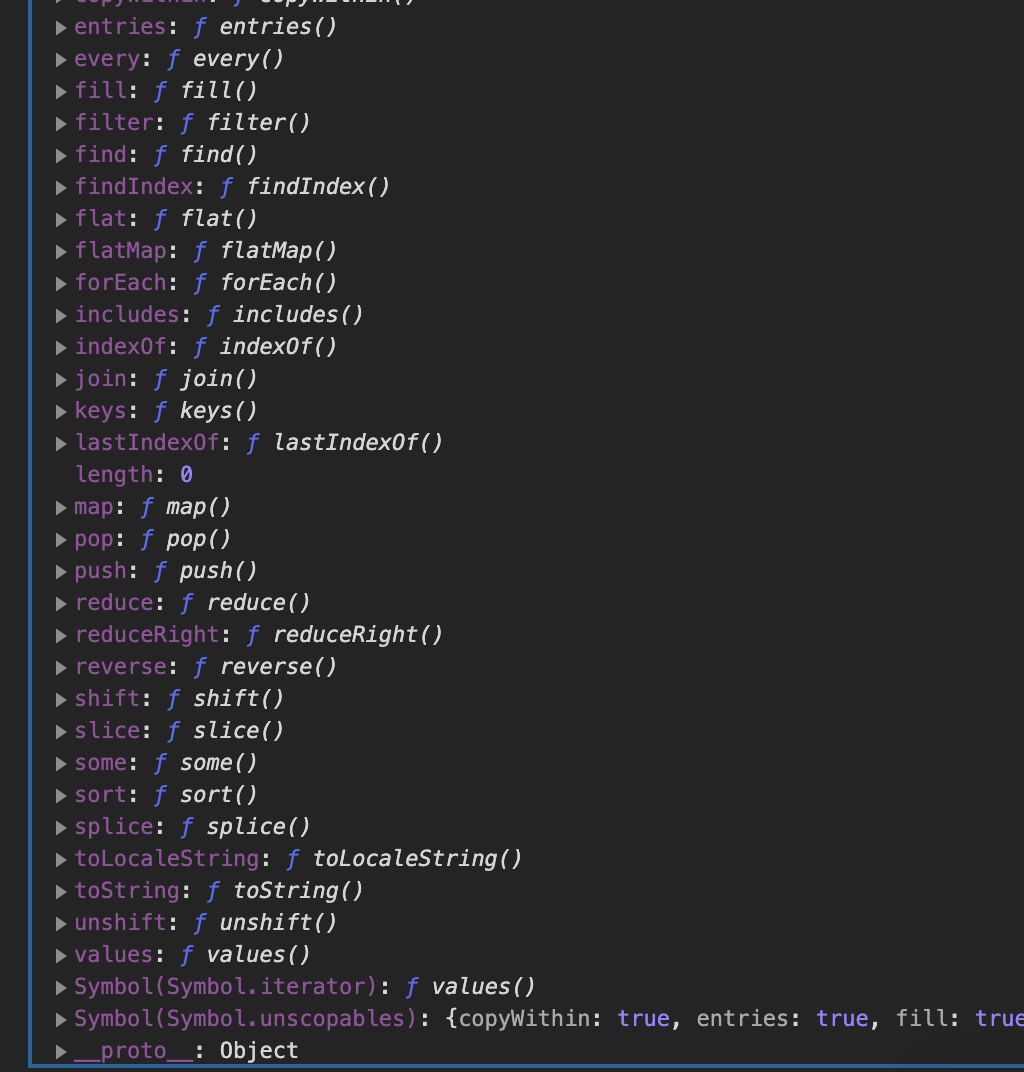 copyWithin: ƒ copyWithin()
entries: ƒ entries()
every: ƒ every()
fill: ƒ fill()
filter: ƒ filter()
find: ƒ find()
findIndex: ƒ findIndex()
flat: ƒ flat()
flatMap: ƒ flatMap()
forEach: ƒ forEach()
includes: ƒ includes()
indexOf: ƒ indexOf()
join: ƒ join()
keys: ƒ keys()
lastIndexOf: ƒ lastIndexOf()
length: 0
map: ƒ map()
pop: ƒ pop()
push: ƒ push()
reduce: ƒ reduce()
reduceRight: ƒ reduceRight()
reverse: ƒ reverse()
shift: ƒ shift()
slice: ƒ slice()
some: ƒ some()
sort: ƒ sort()
splice: ƒ splice()
toLocaleString: ƒ toLocaleString()
toString: ƒ toString()
unshift: ƒ unshift()
values: ƒ values()
Symbol(Symbol.iterator): ƒ values()
Symbol(Symbol.unscopables): {copyWithin: true, entries: true, fill: true
__proto__: Object